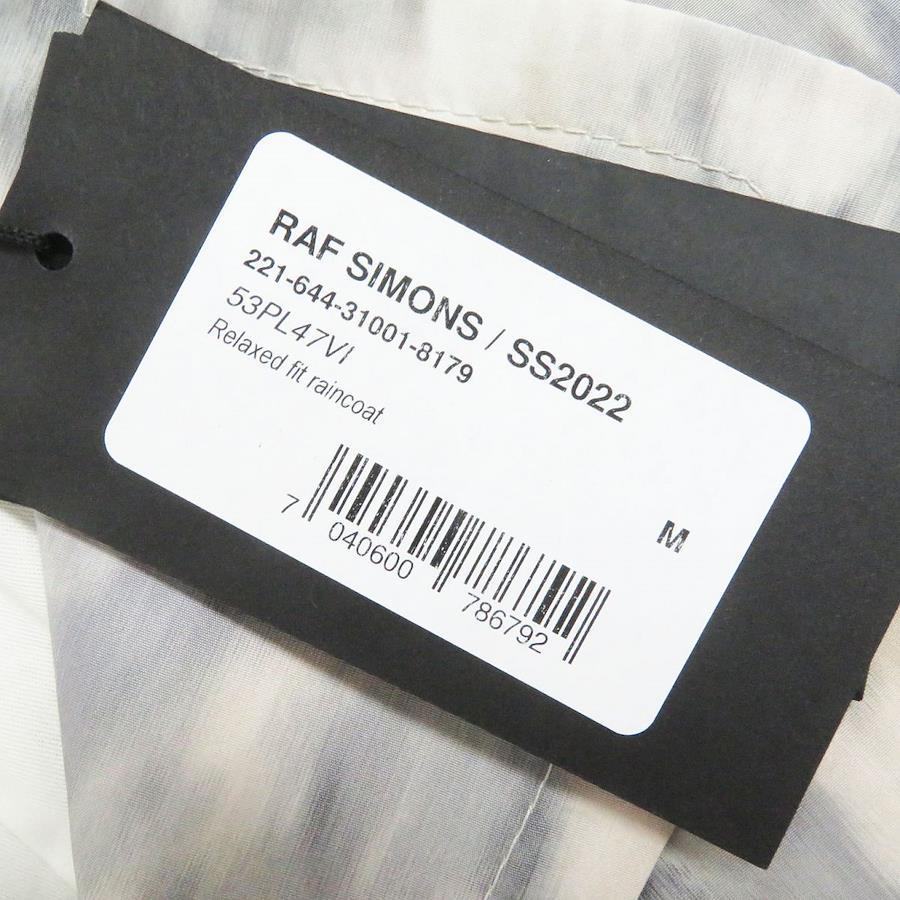 RAF SIMONS / SS2022
221-644-31001-8179
53PL47VI
Relaxed fit raincoat
M
7 040600 786792